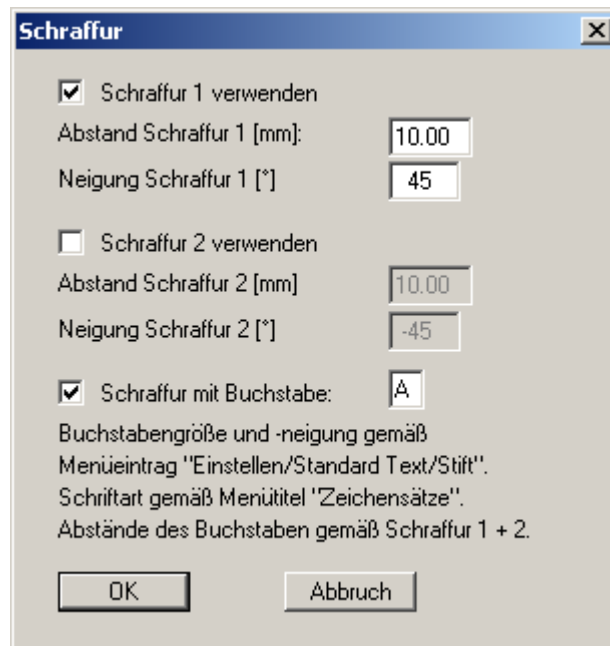 Schraffur
Schraffur 1 verwenden
Abstand Schraffur 1 [mm]: 10.00
Neigung Schraffur 1 [°] 45
Schraffur 2 verwenden
Abstand Schraffur 2 [mm] 10.00
Neigung Schraffur 2 [°] -45
Schraffur mit Buchstabe: A
Buchstabengröße und -neigung gemäß
Menüeintrag "Einstellen/Standard Text/Stift".
Schriftart gemäß Menütitel "Zeichensätze".
Abstände des Buchstaben gemäß Schraffur 1 + 2.
OK Abbruch